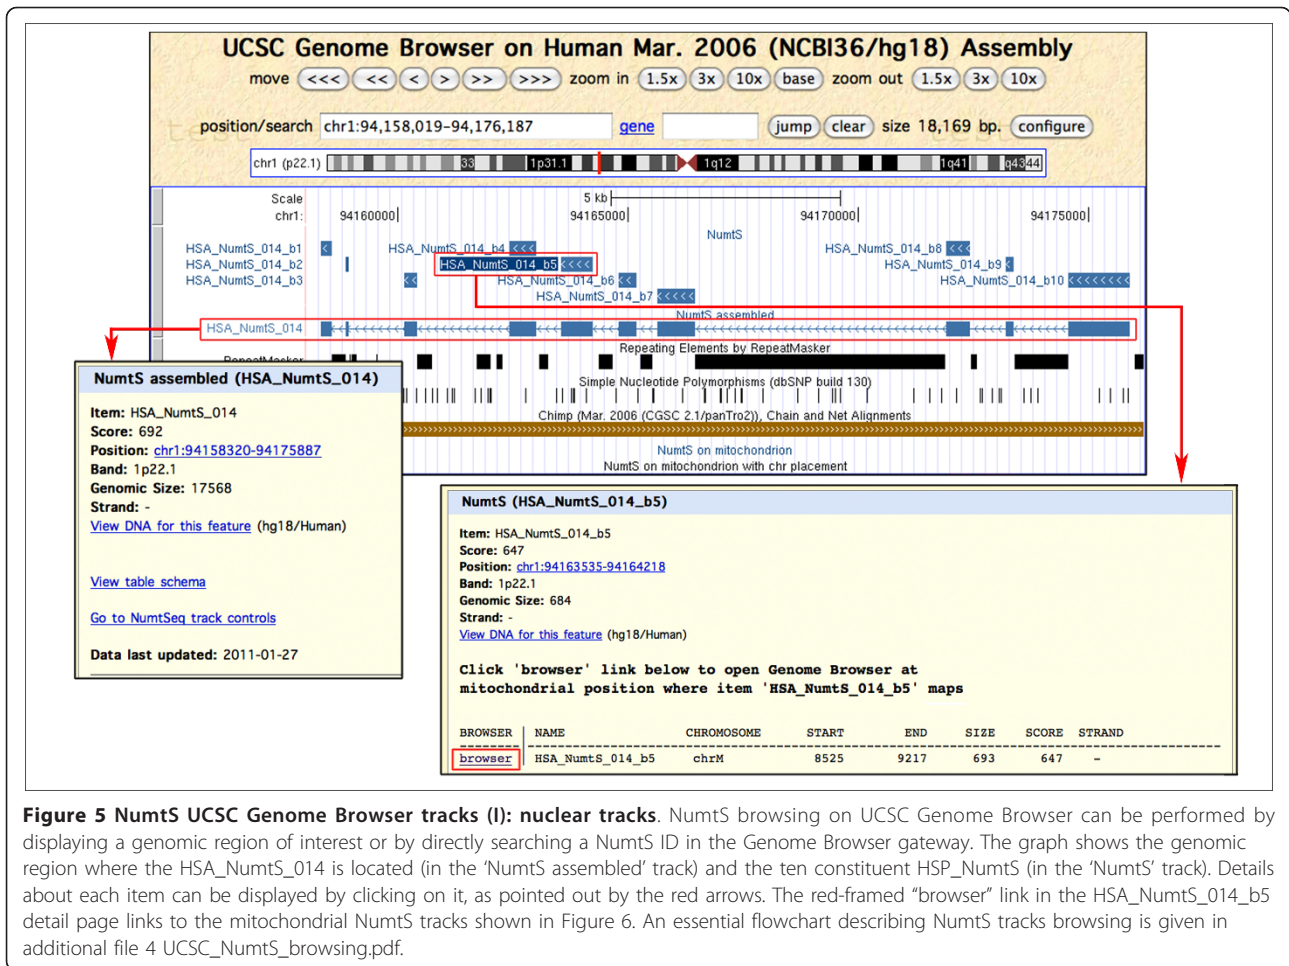 UCSC Genome Browser on Human Mar. 2006 (NCBI36/hg18) Assembly
move <<< << < > >> >>> zoom in 1.5x 3x 10x base zoom out 1.5x 3x 10x
position/search chr1:94,158,019-94,176,187 gene jump clear size 18,169 bp. configure
chr1 (p22.1) 33 1p31.1 1q12 1q41 q4344
Scale 5 kb
chr1: 94160000 94165000 94170000 94175000
NumtS
HSA_NumtS_014_b1 HSA_NumtS_014_b4 HSA_NumtS_014_b8
HSA_NumtS_014_b2 HSA_NumtS_014_b5 HSA_NumtS_014_b9
HSA_NumtS_014_b3 HSA_NumtS_014_b6 HSA_NumtS_014_b10
HSA_NumtS_014_b7
NumtS assembled
HSA_NumtS_014
Repeating Elements by RepeatMasker
RepeatMasker
Simple Nucleotide Polymorphisms (dbSNP build 130)
Chimp (Mar. 2006 (CGSC 2.1/panTro2)), Chain and Net Alignments
NumtS on mitochondrion
NumtS on mitochondrion with chr placement
NumtS assembled (HSA_NumtS_014)
Item: HSA_NumtS_014
Score: 692
Position: chr1:94158320-94175887
Band: 1p22.1
Genomic Size: 17568
Strand: -
View DNA for this feature (hg18/Human)
View table schema
Go to NumtSeq track controls
Data last updated: 2011-01-27
NumtS (HSA_NumtS_014_b5)
Item: HSA_NumtS_014_b5
Score: 647
Position: chr1:94163535-94164218
Band: 1p22.1
Genomic Size: 684
Strand: -
View DNA for this feature (hg18/Human)
Click 'browser' link below to open Genome Browser at
mitochondrial position where item 'HSA_NumtS_014_b5' maps
BROWSER | NAME CHROMOSOME START END SIZE SCORE STRAND
browser | HSA_NumtS_014_b5 chrM 8525 9217 693 647 -
Figure 5 NumtS UCSC Genome Browser tracks (I): nuclear tracks. NumtS browsing on UCSC Genome Browser can be performed by
displaying a genomic region of interest or by directly searching a NumtS ID in the Genome Browser gateway. The graph shows the genomic
region where the HSA_NumtS_014 is located (in the 'NumtS assembled' track) and the ten constituent HSP_NumtS (in the 'NumtS' track). Details
about each item can be displayed by clicking on it, as pointed out by the red arrows. The red-framed "browser" link in the HSA_NumtS_014_b5
detail page links to the mitochondrial NumtS tracks shown in Figure 6. An essential flowchart describing NumtS tracks browsing is given in
additional file 4 UCSC_NumtS_browsing.pdf.